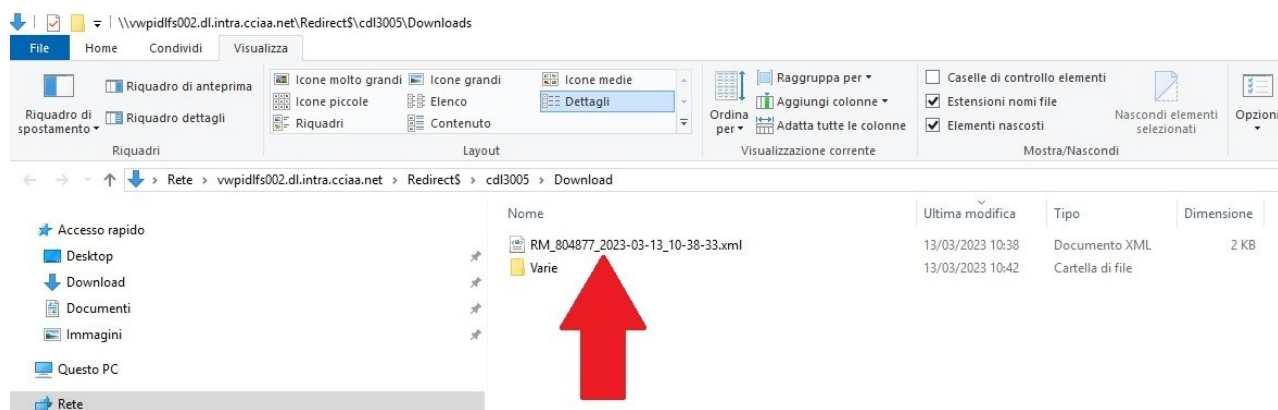 \\vwpidlfs002.dl.intra.cciaa.net\Redirect$\cdl3005\Downloads
File Home Condividi Visualizza
Riquadro di spostamento
Riquadro di anteprima
Riquadro dettagli
Riquadri
Icone molto grandi Icone grandi Icone medie
Icone piccole Elenco Dettagli
Riquadri Contenuto
Layout
Ordina per
Raggruppa per
Aggiungi colonne
Adatta tutte le colonne
Visualizzazione corrente
Caselle di controllo elementi
Estensioni nomi file
Elementi nascosti
Nascondi elementi selezionati
Mostra/Nascondi
Opzioni
Rete > vwpidlfs002.dl.intra.cciaa.net > Redirect$ > cdl3005 > Download
Accesso rapido
Desktop
Download
Documenti
Immagini
Questo PC
Rete
Nome Ultima modifica Tipo Dimensione
RM_804877_2023-03-13_10-38-33.xml 13/03/2023 10:38 Documento XML 2 KB
Varie 13/03/2023 10:42 Cartella di file